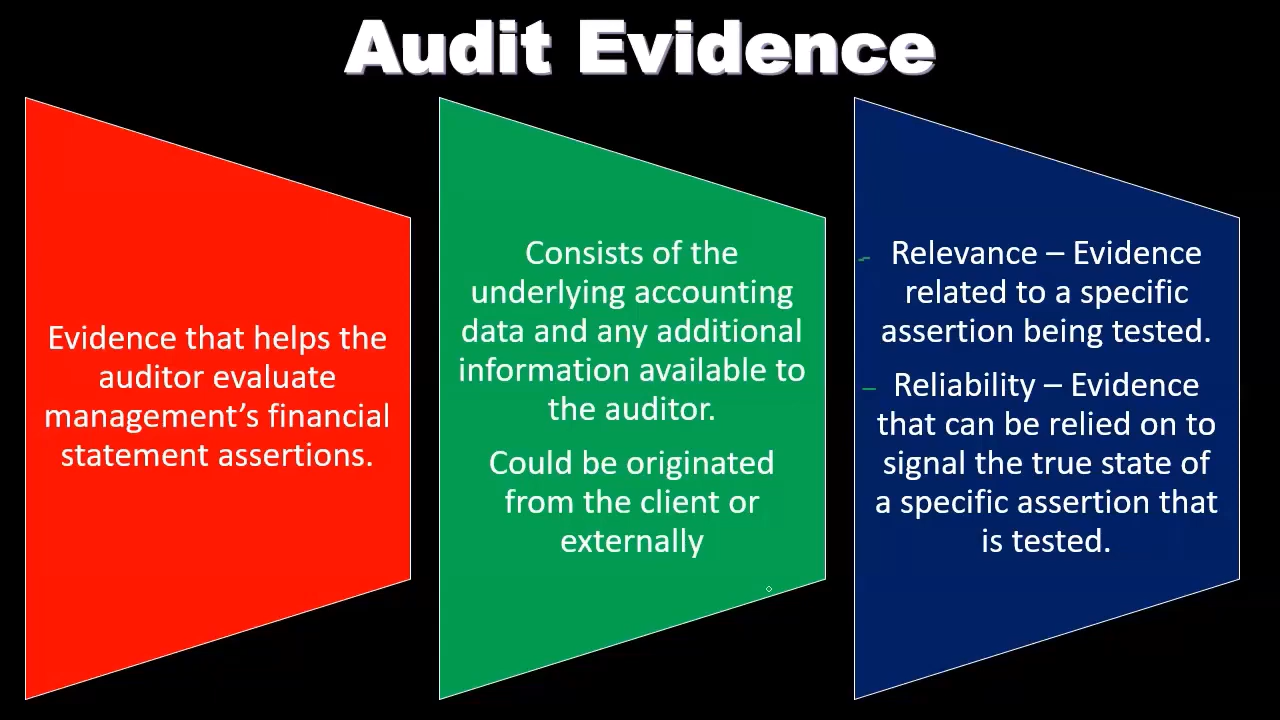 Audit Evidence
Evidence that helps the
auditor evaluate
management’s financial
statement assertions.
Consists of the
underlying accounting
data and any additional
information available to
the auditor.
Could be originated
from the client or
externally
Relevance – Evidence
related to a specific
assertion being tested.
Reliability – Evidence
that can be relied on to
signal the true state of
a specific assertion that
is tested.